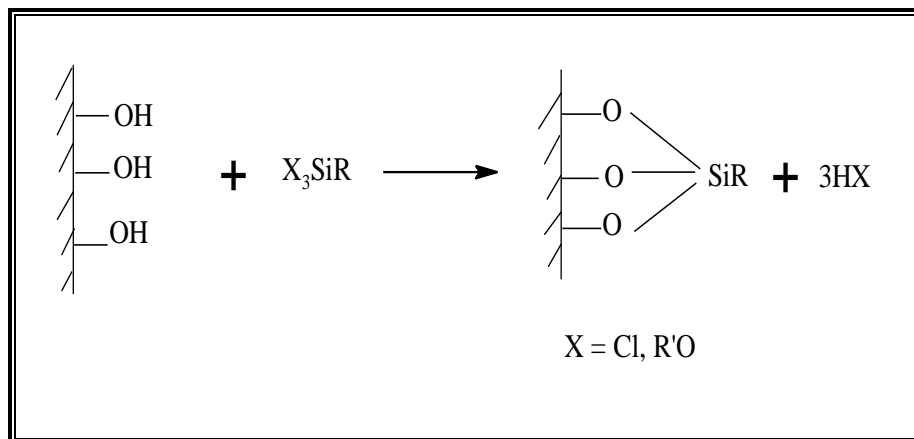 OH
OH
OH
+ X₃SiR
O
O
O
SiR + 3HX
X = Cl, R'O